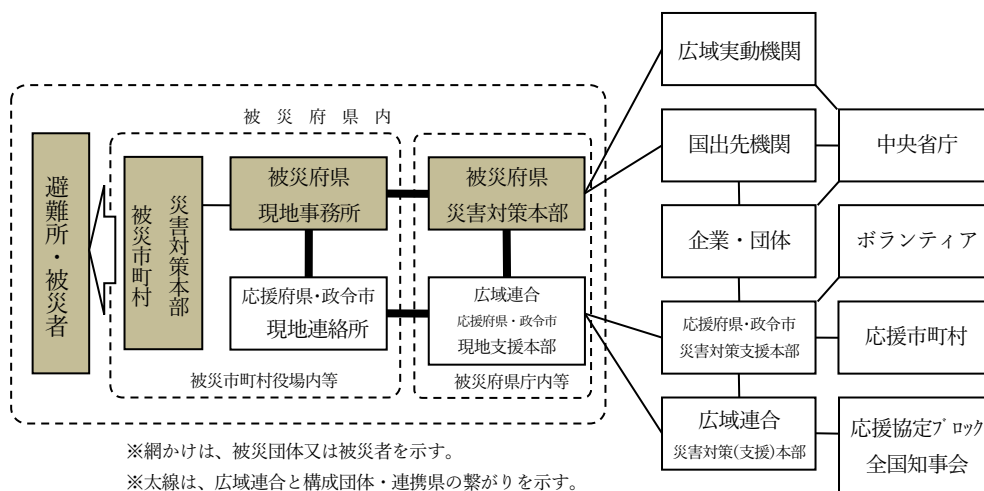 被 災 府 県 内
避難所・被災者
災害対策本部
被災市町村
被災府県
現地事務所
被災府県
災害対策本部
応援府県・政令市
現地連絡所
広域連合
応援府県・政令市
現地支援本部
被災市町村役場内等
被災府県庁内等
広域実動機関
国出先機関
中央省庁
企業・団体
ボランティア
応援府県・政令市
災害対策支援本部
応援市町村
広域連合
災害対策(支援)本部
応援協定ブロック
全国知事会
※網かけは、被災団体又は被災者を示す。
※太線は、広域連合と構成団体・連携県の繋がりを示す。